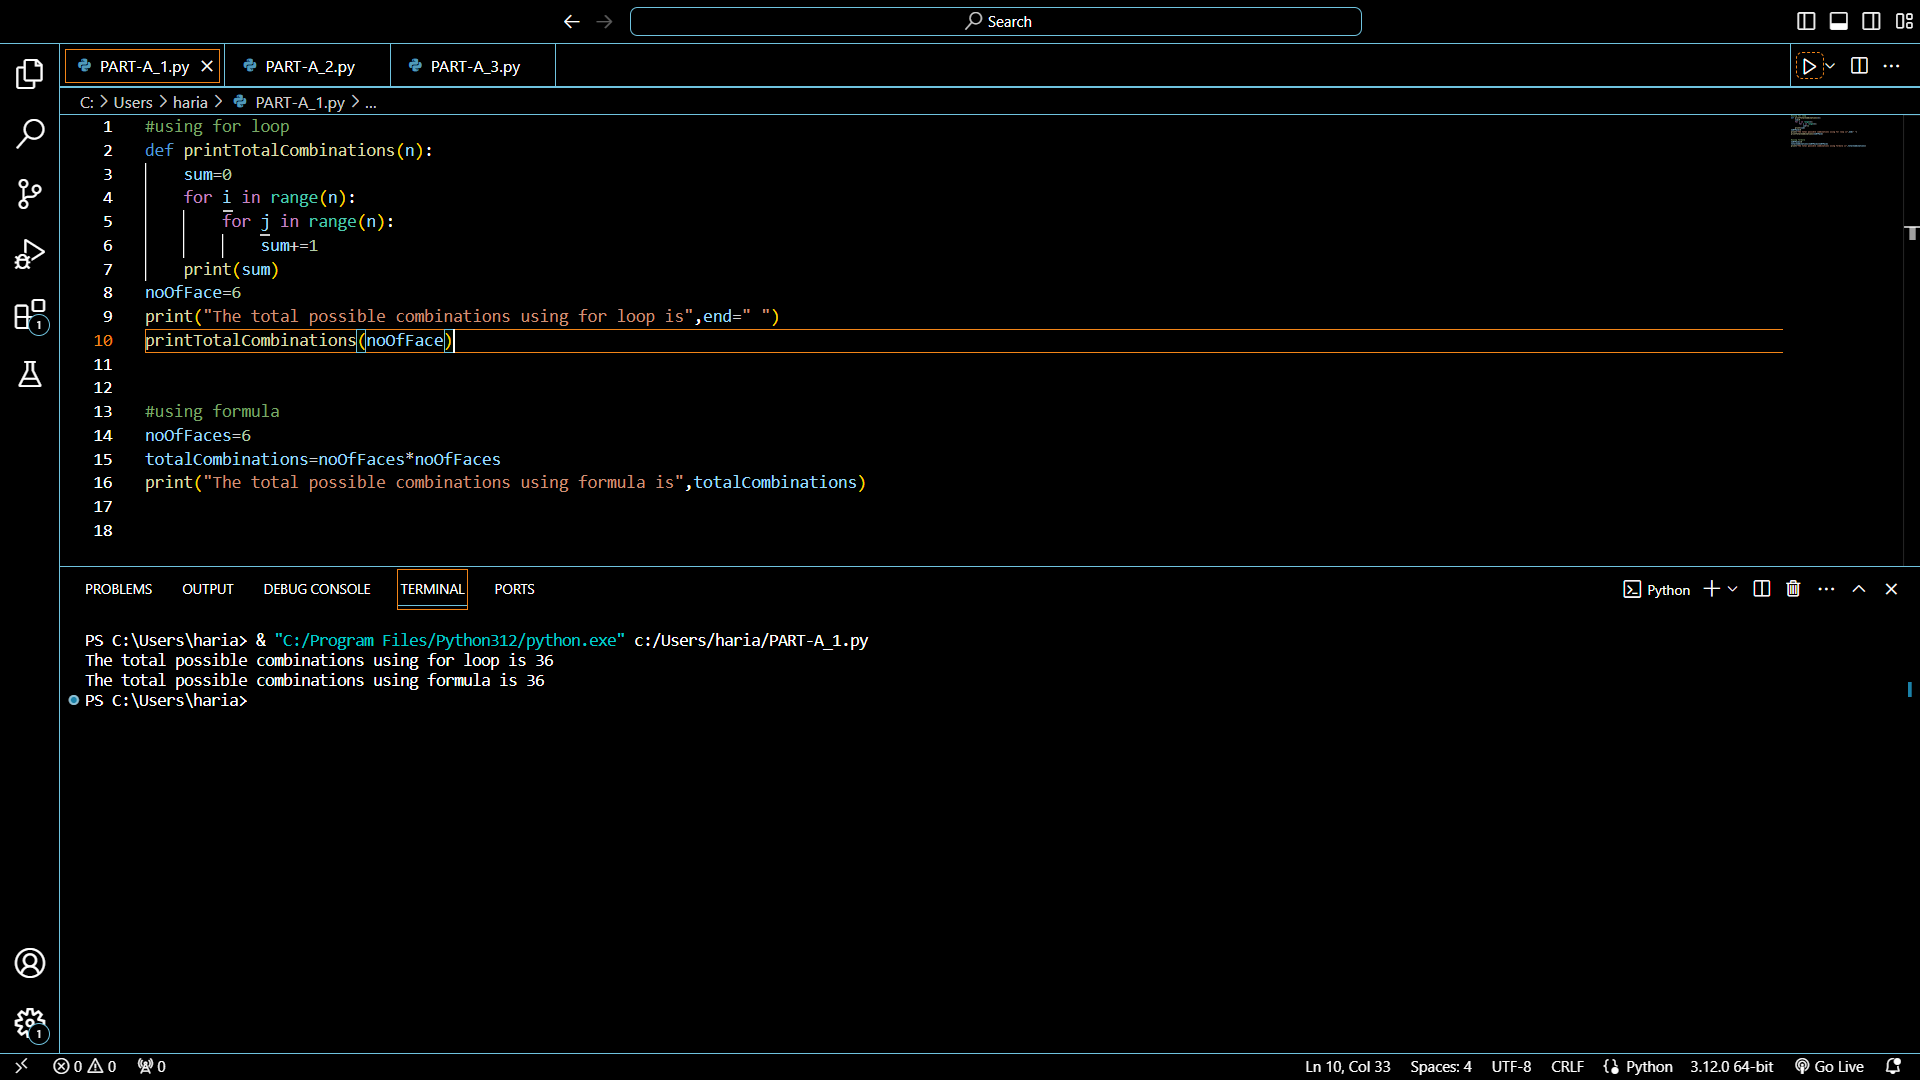 Search
PART-A_1.py
PART-A_2.py
PART-A_3.py
C: > Users > haria > PART-A_1.py > ...
1 #using for loop
2 def printTotalCombinations(n):
3     sum=0
4     for i in range(n):
5         for j in range(n):
6             sum+=1
7     print(sum)
8 noOfFace=6
9 print("The total possible combinations using for loop is",end=" ")
10 printTotalCombinations(noOfFace)
11
12
13 #using formula
14 noOfFaces=6
15 totalCombinations=noOfFaces*noOfFaces
16 print("The total possible combinations using formula is",totalCombinations)
17
18
PROBLEMS OUTPUT DEBUG CONSOLE TERMINAL PORTS Python
PS C:\Users\haria> & "C:/Program Files/Python312/python.exe" c:/Users/haria/PART-A_1.py
The total possible combinations using for loop is 36
The total possible combinations using formula is 36
PS C:\Users\haria>
1
1
0 0 0 Ln 10, Col 33 Spaces: 4 UTF-8 CRLF Python 3.12.0 64-bit Go Live